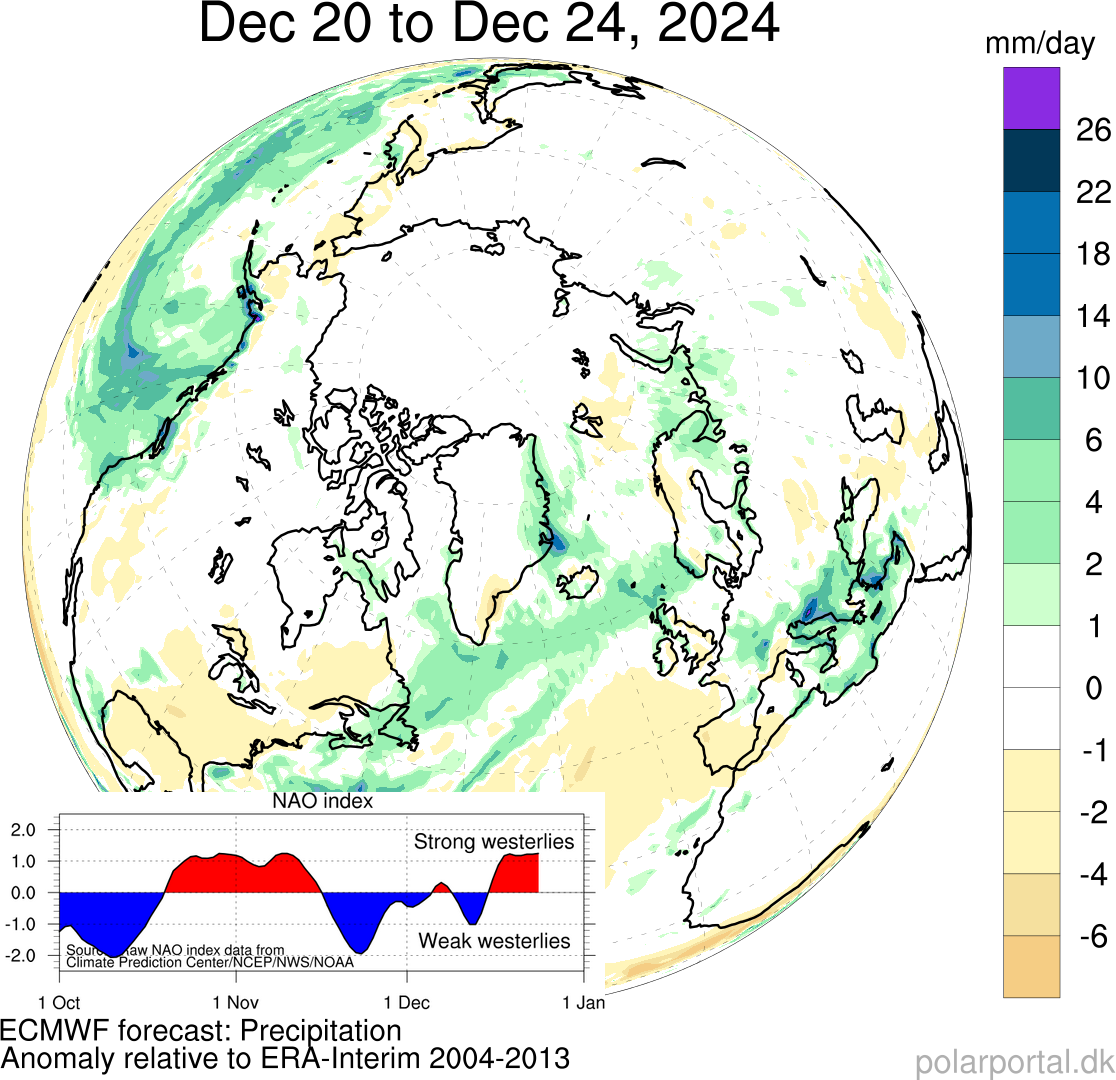 Dec 20 to Dec 24, 2024
mm/day
26
22
18
14
10
6
4
2
1
0
-1
-2
-4
-6
NAO index
2.0
1.0
0.0
-1.0
-2.0
Strong westerlies
Weak westerlies
raw NAO index data from
Climate Prediction Center/NCEP/NWS/NOAA
1 Oct
1 Nov
1 Dec
1 Jan
ECMWF forecast: Precipitation
Anomaly relative to ERA-Interim 2004-2013
polarportal.dk